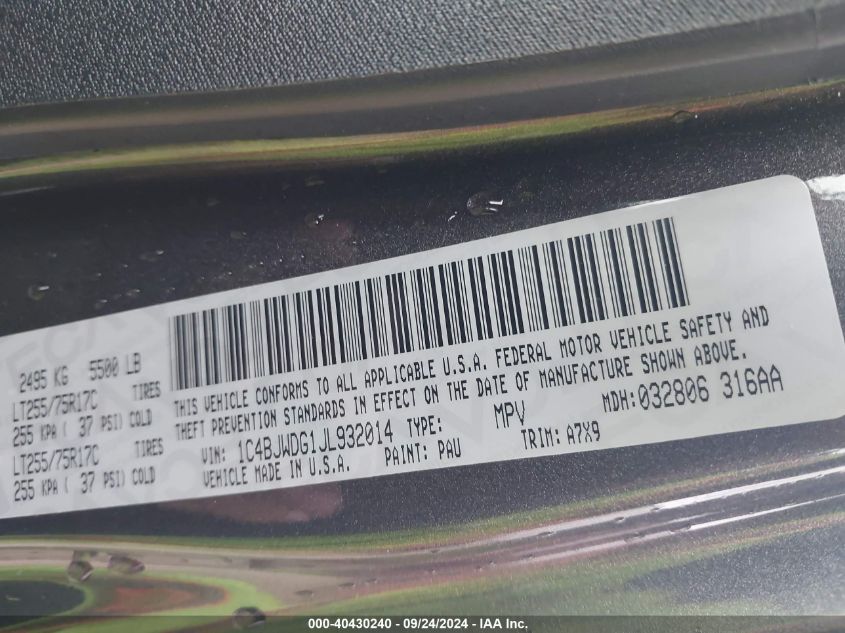 2495 KG 5500 LB
LT255/75R17C TIRES
255 KPA ( 37 PSI) COLD
LT255/75R17C TIRES
255 KPA ( 37 PSI) COLD
THIS VEHICLE CONFORMS TO ALL APPLICABLE U.S.A. FEDERAL MOTOR VEHICLE SAFETY AND
THEFT PREVENTION STANDARDS IN EFFECT ON THE DATE OF MANUFACTURE SHOWN ABOVE.
VIN: 1C4BJWDG1JL932014 TYPE: MPV MDH: 032806 316AA
VEHICLE MADE IN U.S.A. PAINT: PAU TRIM: A7X9
000-40430240 - 09/24/2024 - IAA Inc.